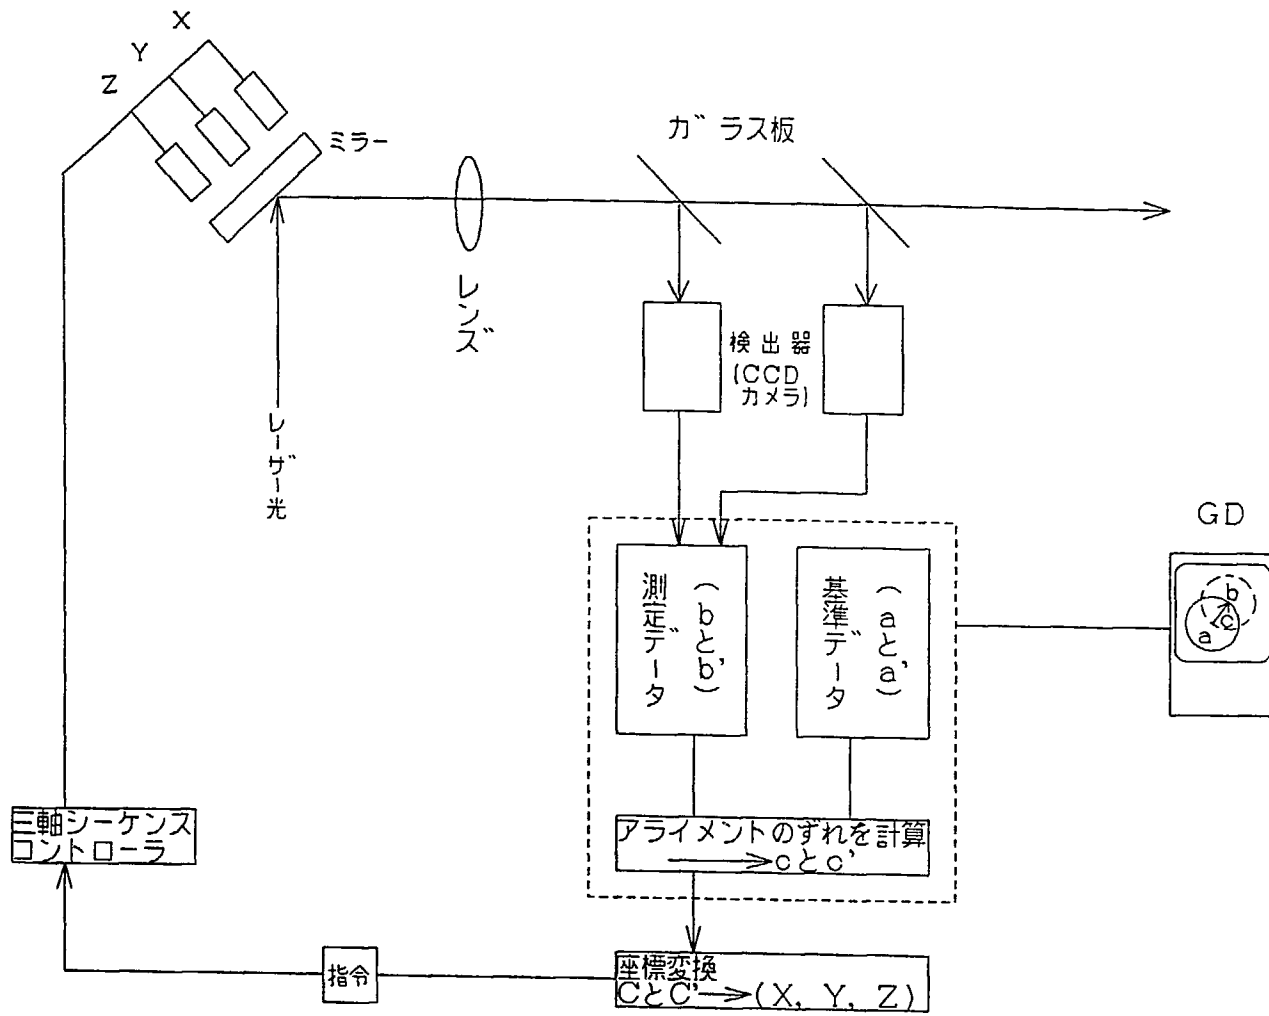 X
Y
Z
ミラー
ガラス板
レンズ
検出器
(CCD
カメラ)
レーザー光
GD
b
c
a
測定データ
(bとb')
基準データ
(aとa')
三軸シーケンス
コントローラ
アライメントのずれを計算
→cとc'
指令
座標変換
CとC'→(X, Y, Z)